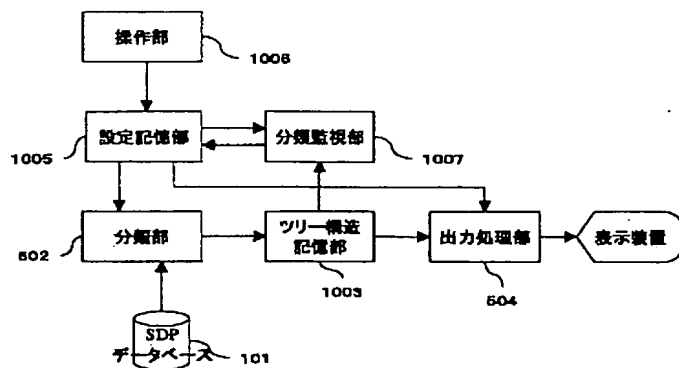 操作部
1006
設定記憶部
1005
分類監視部
1007
分類部
502
ツリー構造
記憶部
1003
出力処理部
504
表示装置
SDP
データベース
101